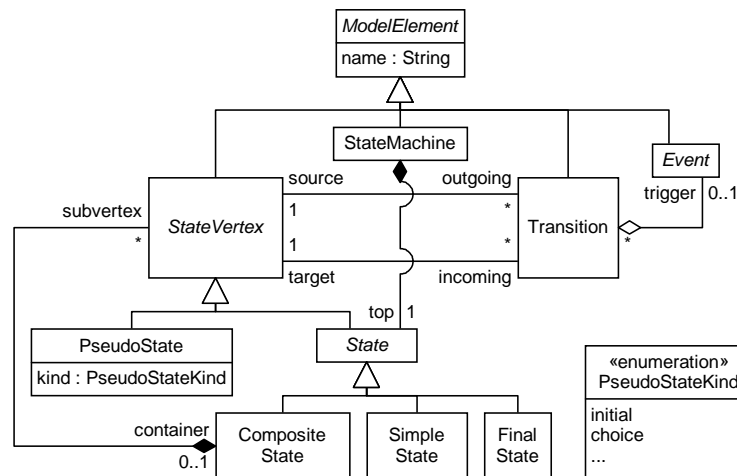 ModelElement
name : String
StateMachine
Event
source
outgoing
trigger
0..1
subvertex
1
*
StateVertex
Transition
*
1
*
*
target
incoming
top
1
PseudoState
kind : PseudoStateKind
State
«enumeration»
PseudoStateKind
initial
choice
...
container
0..1
Composite
State
Simple
State
Final
State